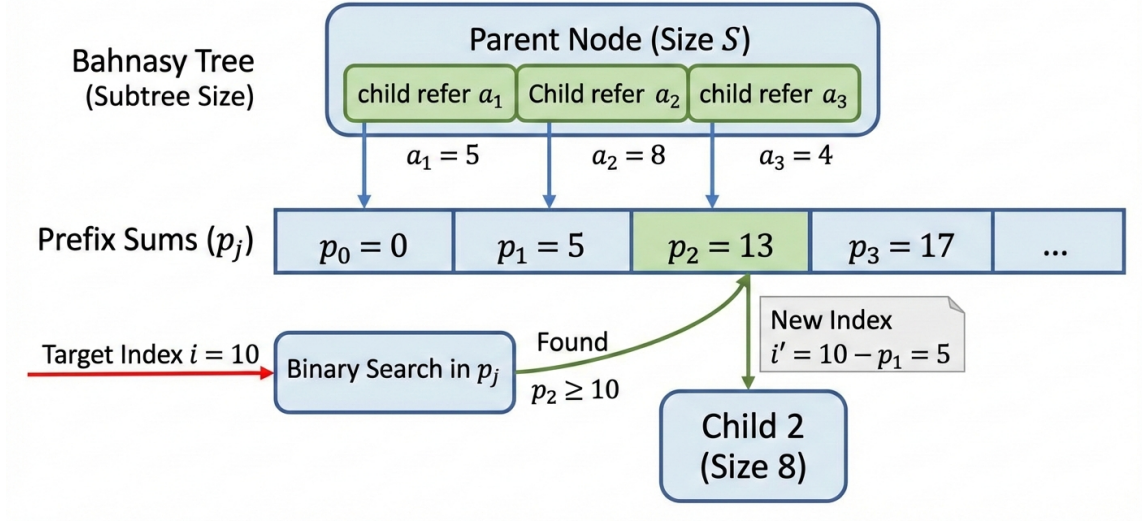 Bahnasy Tree
(Subtree Size)
Parent Node (Size S)
child refer a₁
Child refer a₂
child refer a₃
a₁ = 5
a₂ = 8
a₃ = 4
Prefix Sums (pⱼ)
p₀ = 0
p₁ = 5
p₂ = 13
p₃ = 17
...
Target Index i = 10
Binary Search in pⱼ
Found
p₂ ≥ 10
New Index
i′ = 10 − p₁ = 5
Child 2
(Size 8)